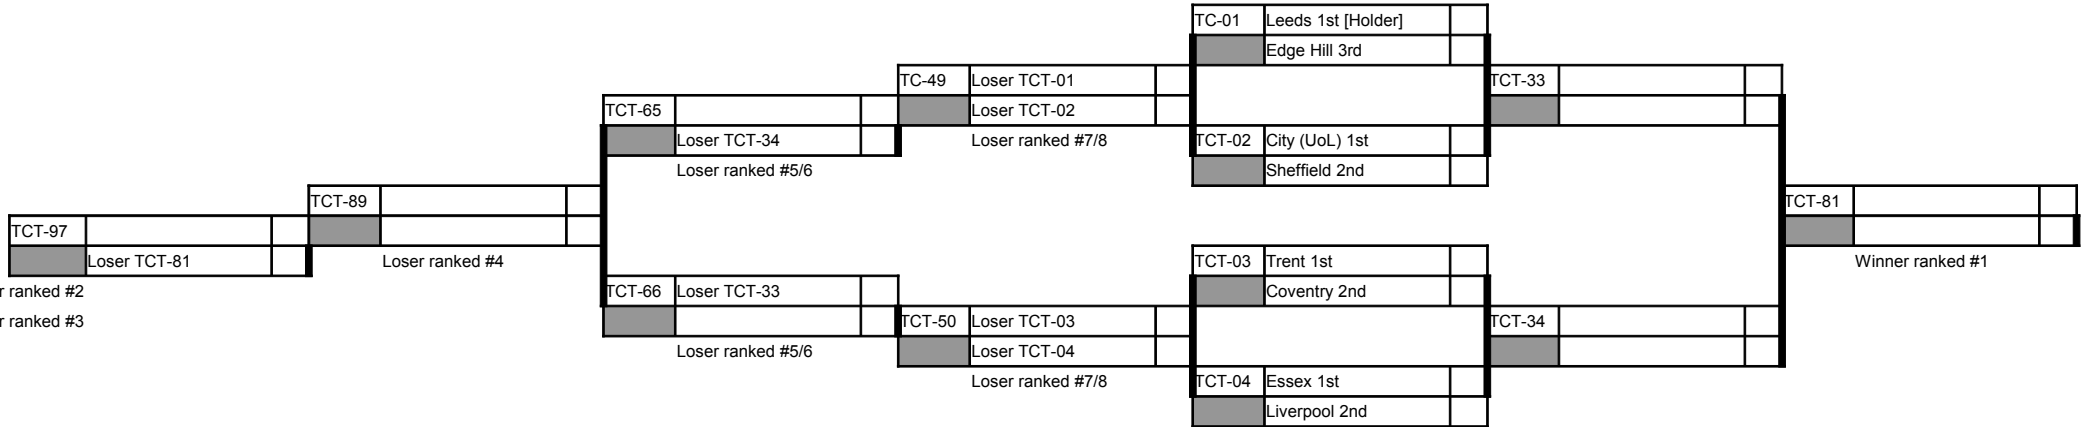 TC-01 Leeds 1st [Holder]
Edge Hill 3rd
TC-49 Loser TCT-01 TCT-33
TCT-65 Loser TCT-02
Loser TCT-34 Loser ranked #7/8 TCT-02 City (UoL) 1st
Loser ranked #5/6 Sheffield 2nd
TCT-89 TCT-81
TCT-97
Loser TCT-81 Loser ranked #4 TCT-03 Trent 1st Winner ranked #1
r ranked #2 TCT-66 Loser TCT-33 Coventry 2nd
r ranked #3 TCT-50 Loser TCT-03 TCT-34
Loser ranked #5/6 Loser TCT-04
Loser ranked #7/8 TCT-04 Essex 1st
Liverpool 2nd